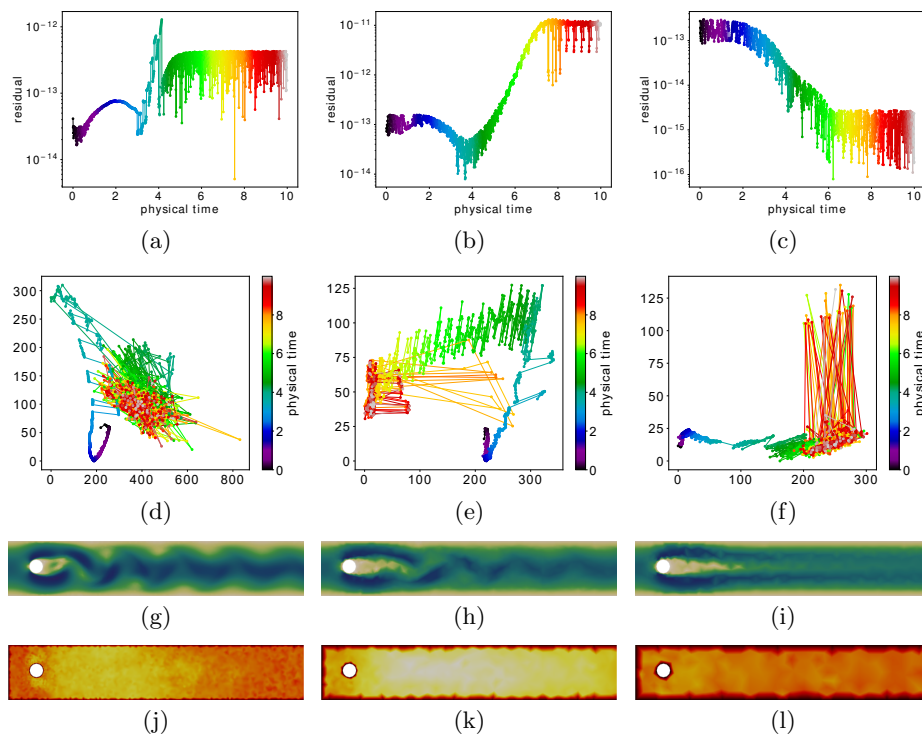 10⁻¹² 10⁻¹³ 10⁻¹⁴ residual 0 2 4 6 8 10 physical time
10⁻¹¹ 10⁻¹² 10⁻¹³ 10⁻¹⁴ residual 0 2 4 6 8 10 physical time
10⁻¹³ 10⁻¹⁴ 10⁻¹⁵ 10⁻¹⁶ residual 0 2 4 6 8 10 physical time
(a) (b) (c)
300 250 200 150 100 50 0 0 200 400 600 800 8 6 4 2 0 physical time
125 100 75 50 25 0 0 100 200 300 8 6 4 2 0 physical time
125 100 75 50 25 0 0 100 200 300 8 6 4 2 0 physical time
(d) (e) (f)
(g) (h) (i)
(j) (k) (l)